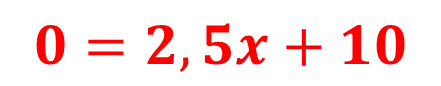 0 = 2,5x + 10